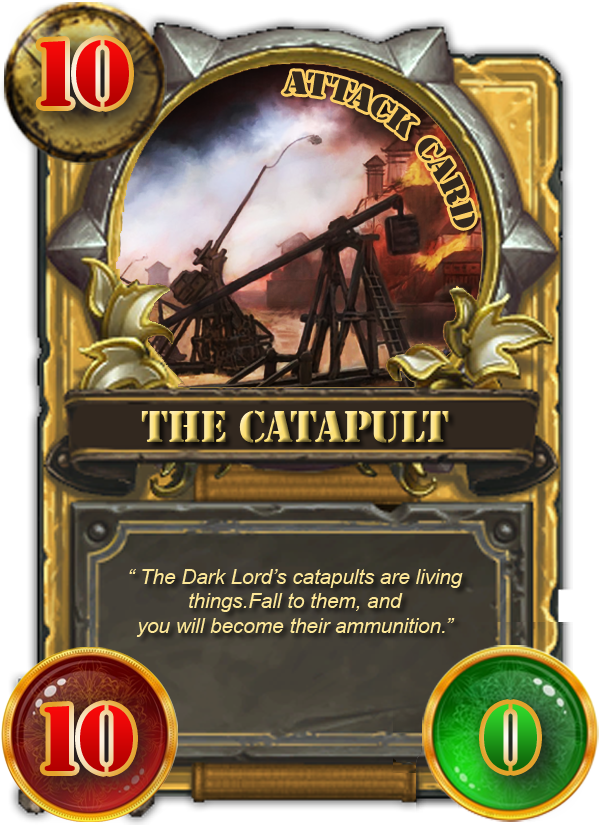 10
ATTACK CARD
THE CATAPULT
“ The Dark Lord’s catapults are living
things.Fall to them, and
you will become their ammunition.”
10
0